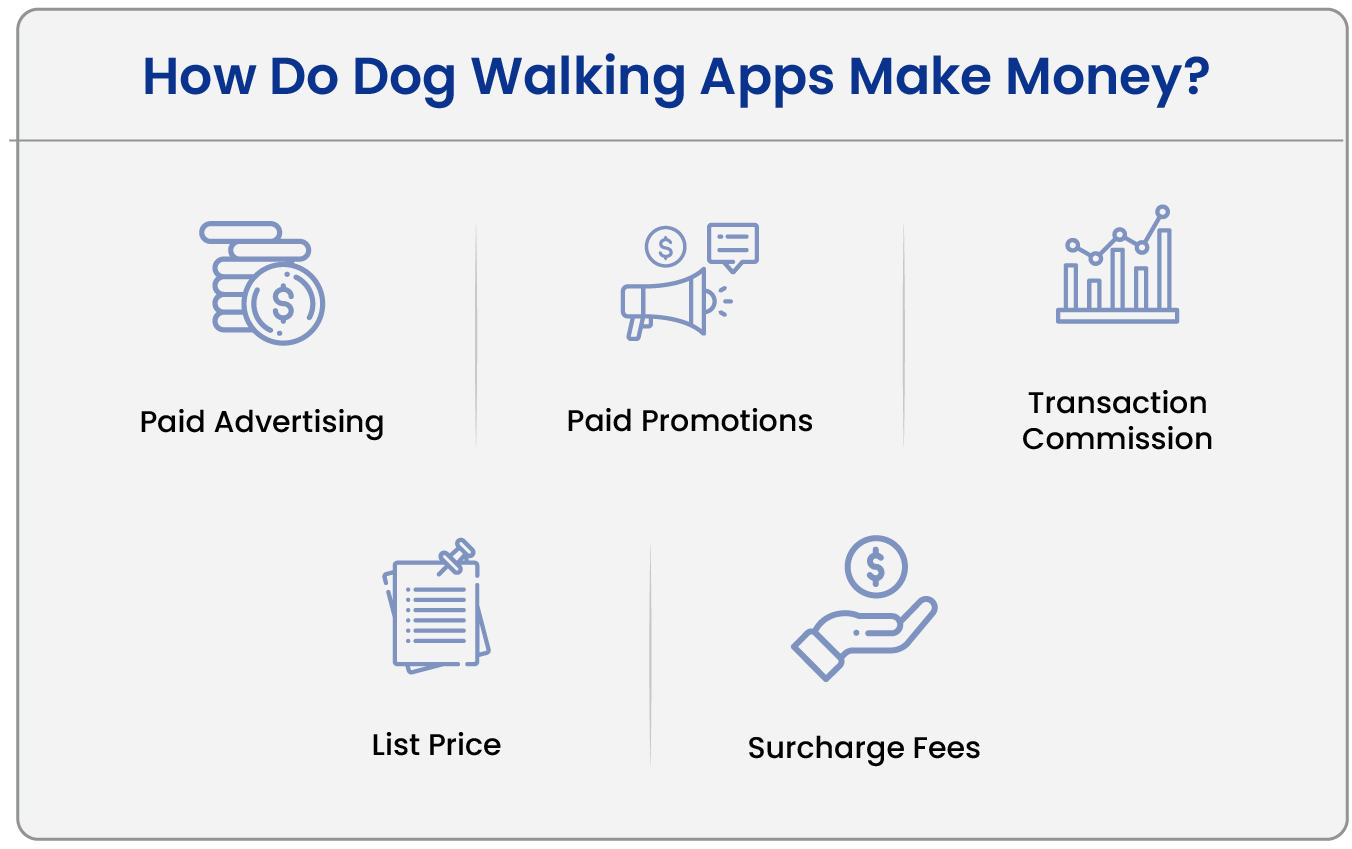 How Do Dog Walking Apps Make Money?
Paid Advertising
Paid Promotions
Transaction
Commission
List Price
Surcharge Fees